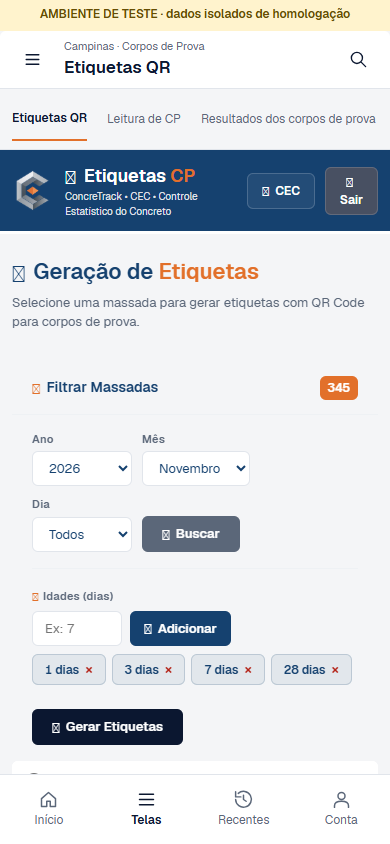 AMBIENTE DE TESTE · dados isolados de homologação
Campinas · Corpos de Prova
Etiquetas QR
Etiquetas QR
Leitura de CP
Resultados dos corpos de prova
Etiquetas CP
ConcreTrack • CEC • Controle
Estatístico do Concreto
CEC
Sair
Geração de Etiquetas
Selecione uma massada para gerar etiquetas com QR Code
para corpos de prova.
Filtrar Massadas
345
Ano
Mês
2026
Novembro
Dia
Todos
Buscar
Idades (dias)
Ex: 7
Adicionar
1 dias ×
3 dias ×
7 dias ×
28 dias ×
Gerar Etiquetas
Início
Telas
Recentes
Conta